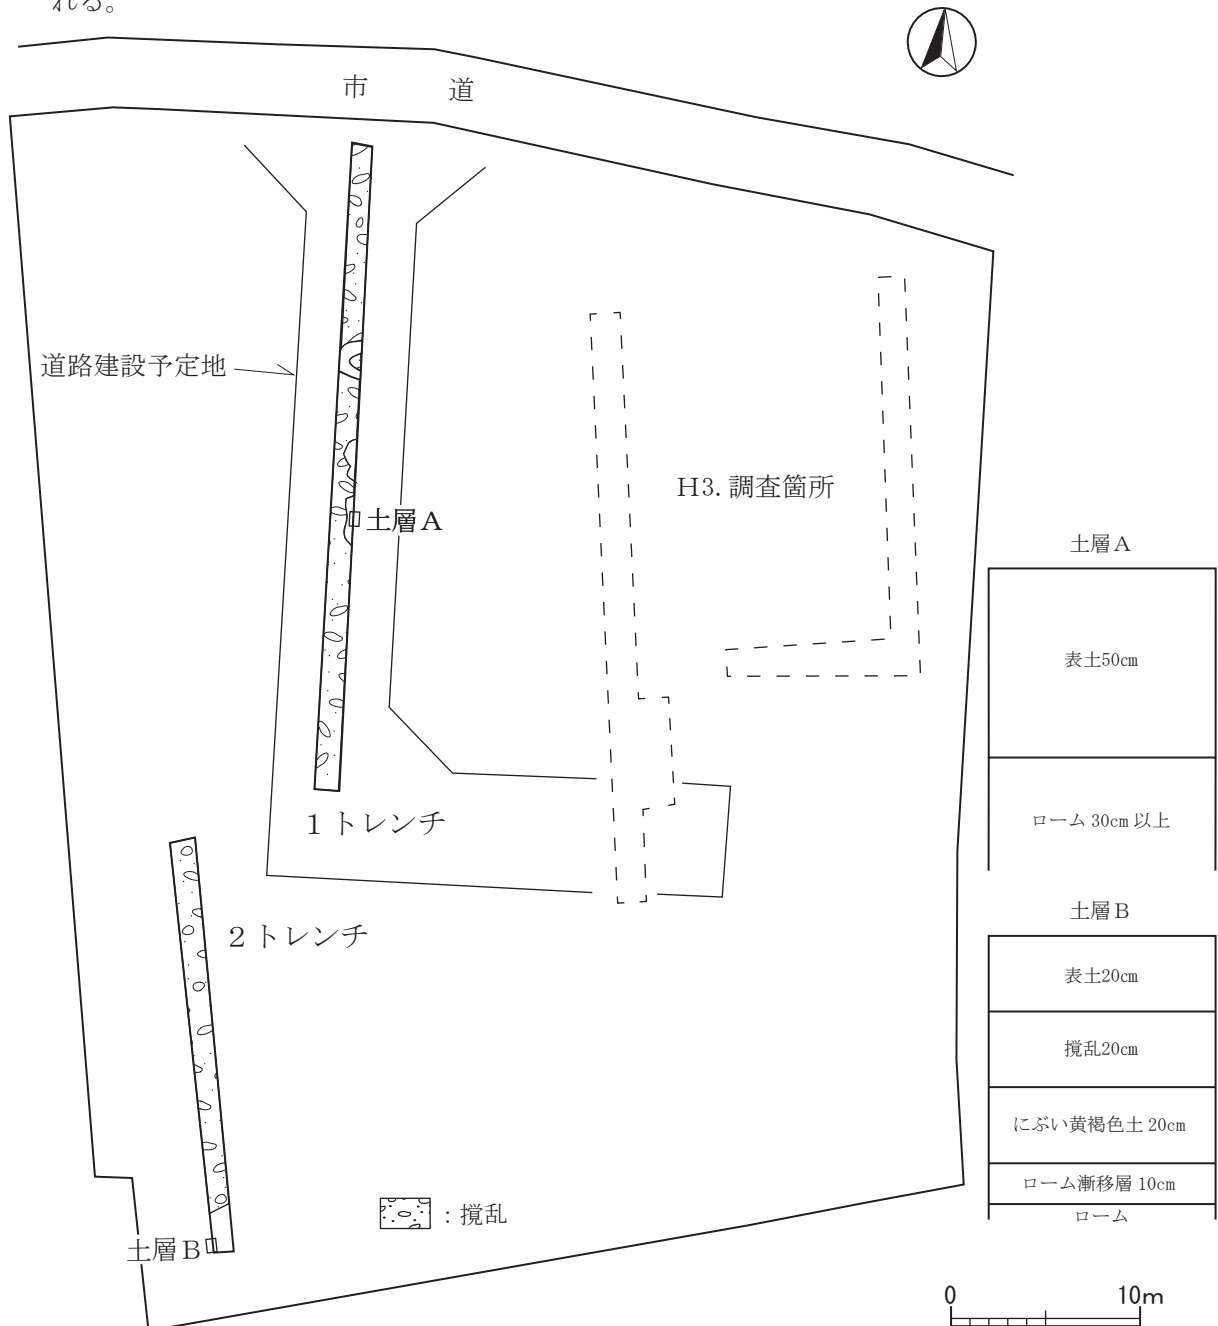 れる。
市 道
道路建設予定地
H3. 調査箇所
土層A
1トレンチ
2トレンチ
土層B
：撹乱
土層A
表土50cm
ローム 30cm 以上
土層B
表土20cm
撹乱20cm
にぶい黄褐色土 20cm
ローム漸移層 10cm
ローム
0 10m